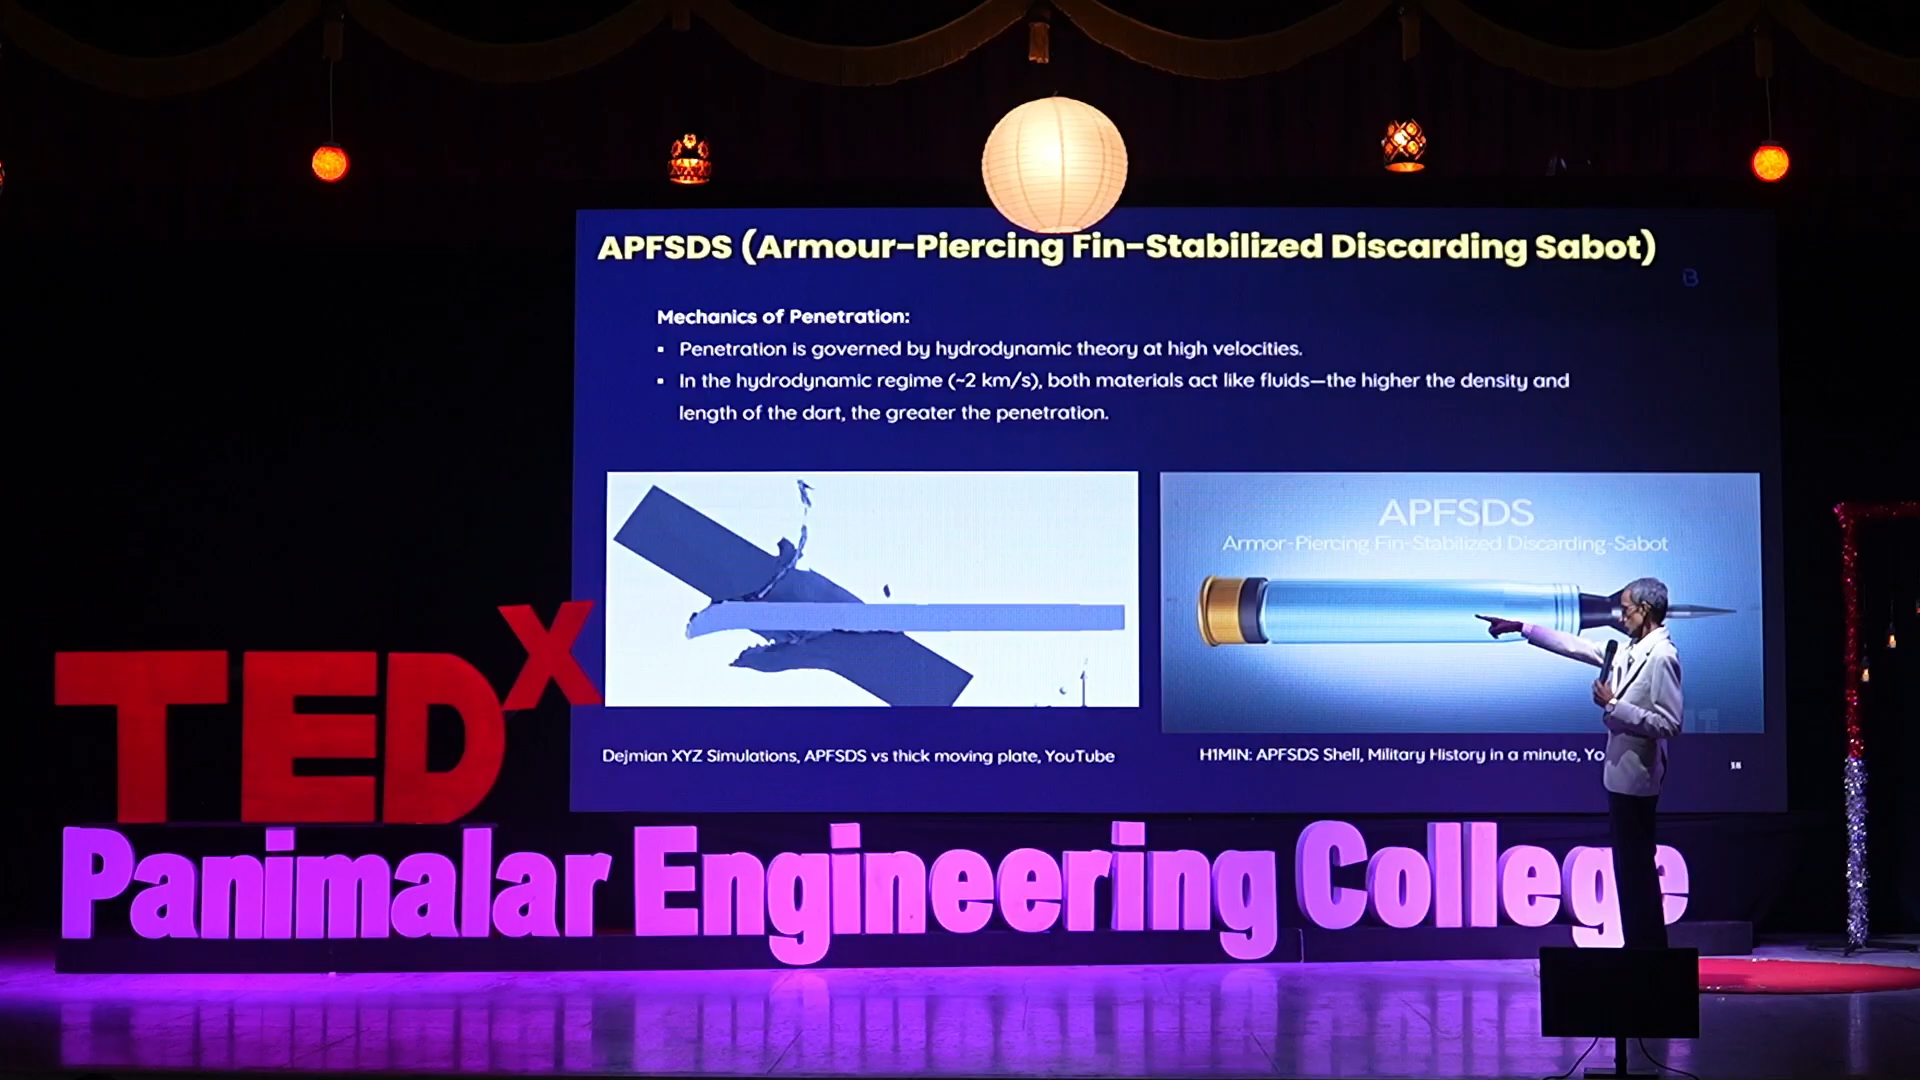 APFSDS (Armour-Piercing Fin-Stabilized Discarding Sabot)
Mechanics of Penetration:
▪ Penetration is governed by hydrodynamic theory at high velocities.
▪ In the hydrodynamic regime (~2 km/s), both materials act like fluids—the higher the density and
length of the dart, the greater the penetration.
APFSDS
Armor-Piercing Fin-Stabilized Discarding-Sabot
Dejmian XYZ Simulations, APFSDS vs thick moving plate, YouTube
H1MIN: APFSDS Shell, Military History in a minute, Yo
TEDx
Panimalar Engineering College